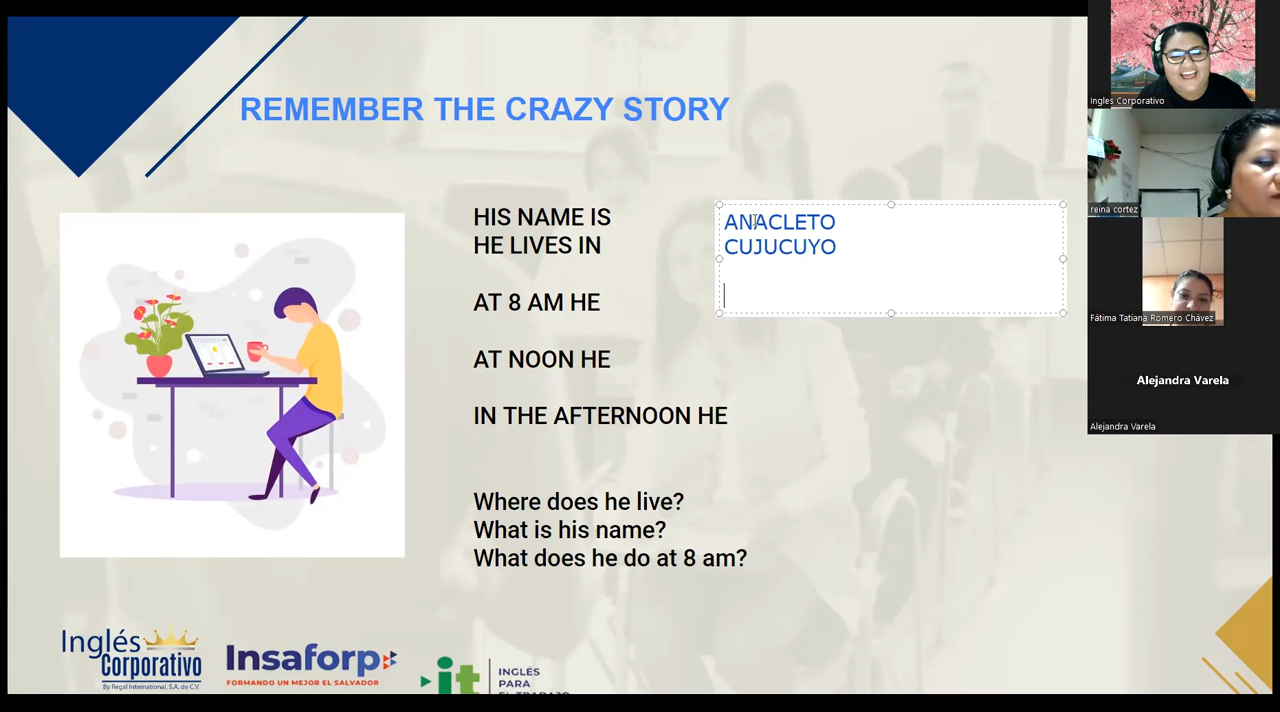 REMEMBER THE CRAZY STORY
HIS NAME IS
HE LIVES IN
AT 8 AM HE
AT NOON HE
IN THE AFTERNOON HE
ANACLETO
CUJUCUYO
Where does he live?
What is his name?
What does he do at 8 am?
Inglés
Corporativo
By Regal International, S.A. de C.V.
Insaforp
FORMANDO UN MEJOR EL SALVADOR
it
INGLÉS
PARA
EL TRABAJO
Ingles Corporativo
reina cortez
Fátima Tatiana Romero Chávez
Alejandra Varela
Alejandra Varela